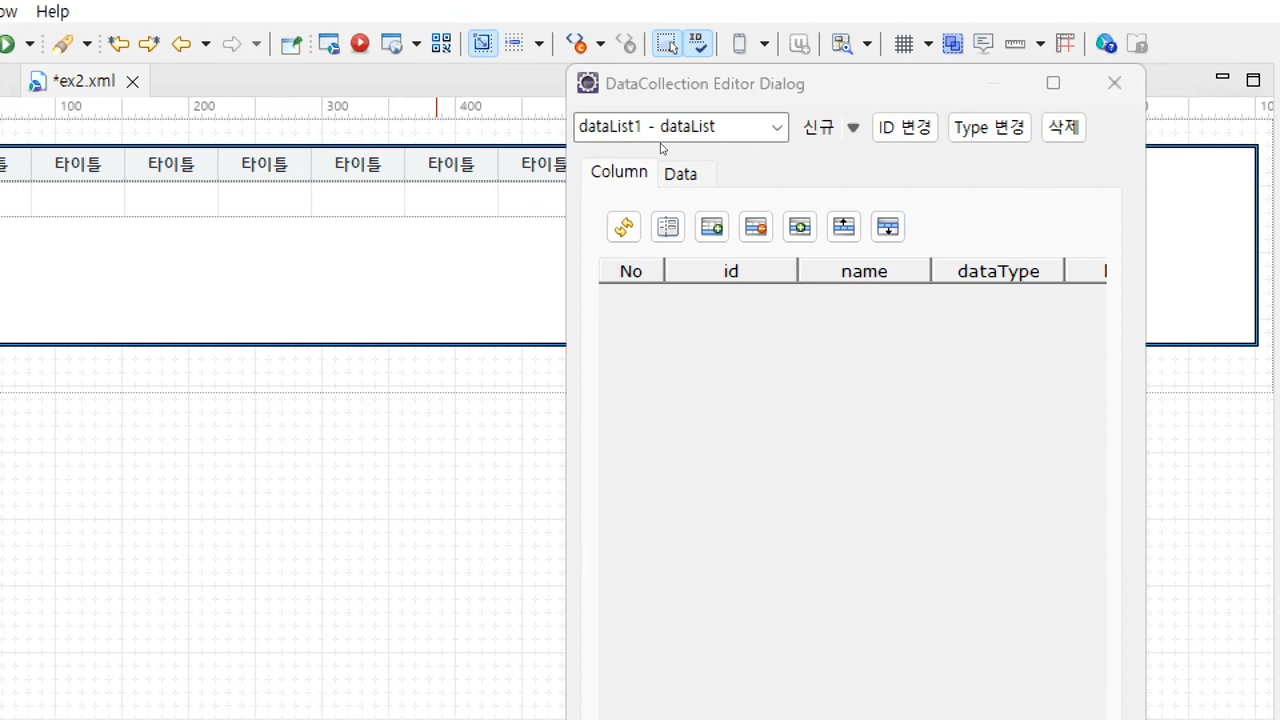 ow Help
*ex2.xml
DataCollection Editor Dialog
100 200 300 400 10
dataList1 - dataList 신규 ID 변경 Type 변경 삭제
타이틀 타이틀 타이틀 타이틀 타이틀 타이틀
Column Data
No id name dataType